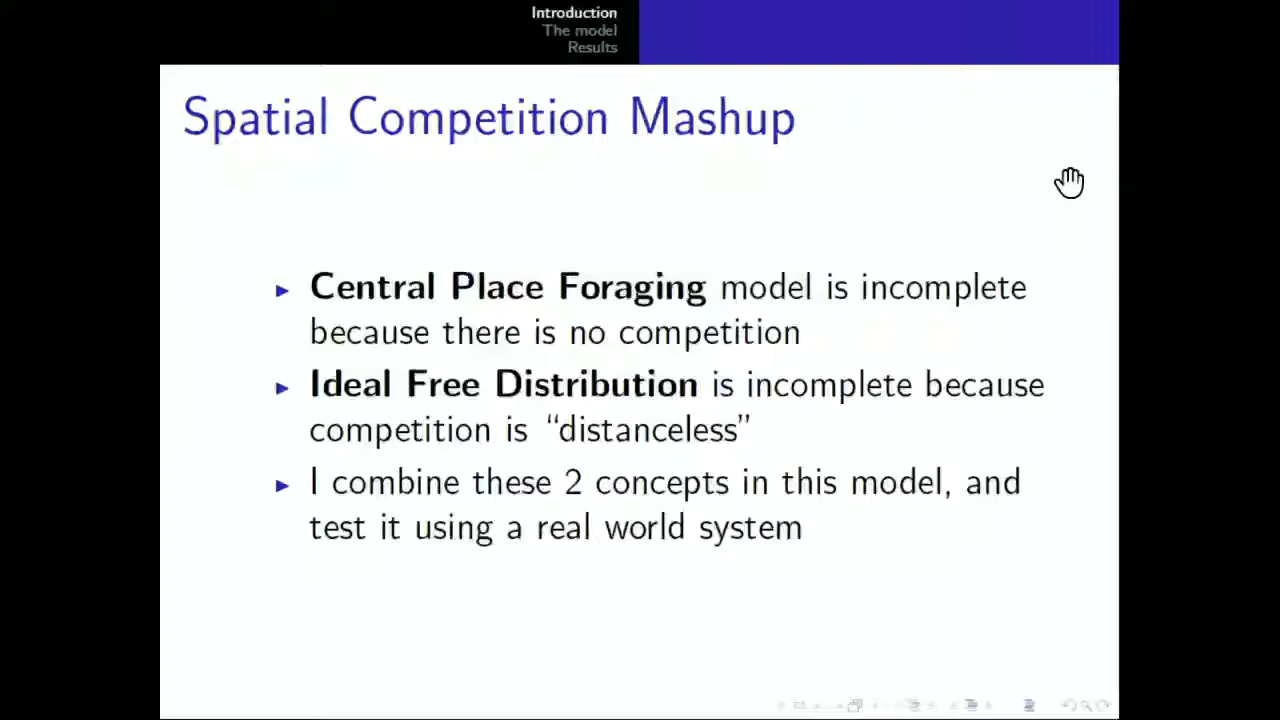 Introduction
The model
Results
Spatial Competition Mashup
Central Place Foraging model is incomplete
because there is no competition
Ideal Free Distribution is incomplete because
competition is “distanceless”
I combine these 2 concepts in this model, and
test it using a real world system